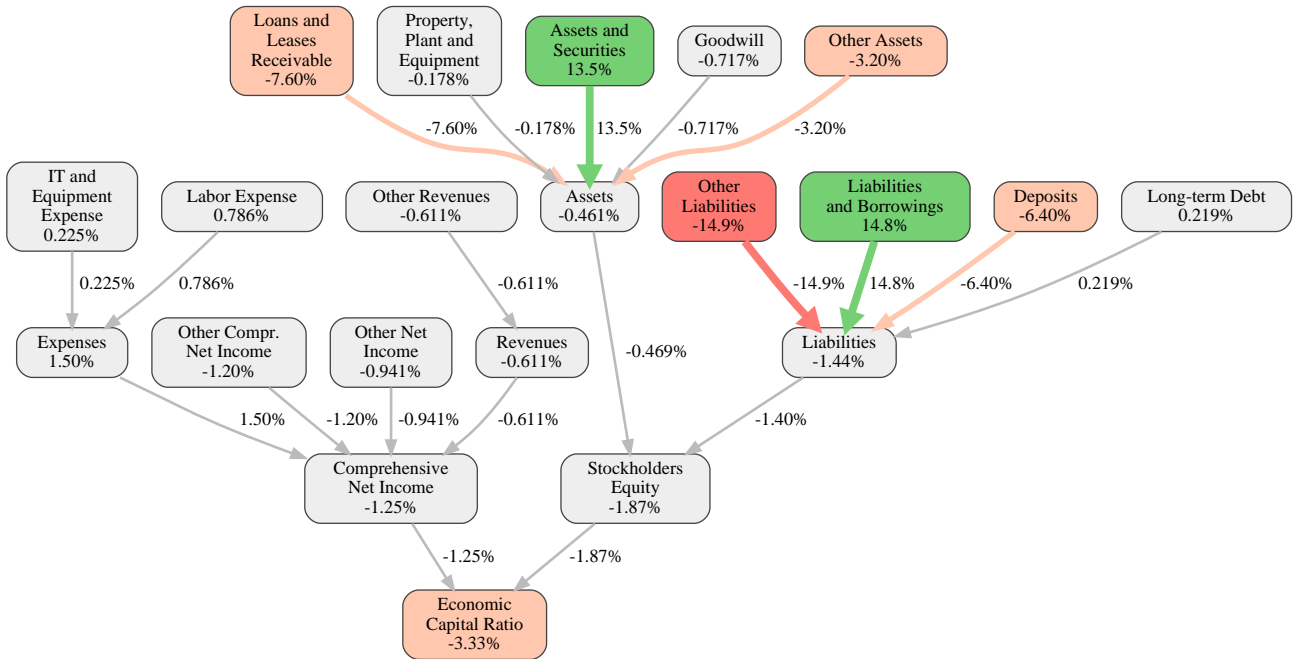 Loans and
Leases
Receivable
-7.60%
Property,
Plant and
Equipment
-0.178%
Assets and
Securities
13.5%
Goodwill
-0.717%
Other Assets
-3.20%
-7.60%
-0.178%
13.5%
-0.717%
-3.20%
IT and
Equipment
Expense
0.225%
Labor Expense
0.786%
Other Revenues
-0.611%
Assets
-0.461%
Other
Liabilities
-14.9%
Liabilities
and Borrowings
14.8%
Deposits
-6.40%
Long-term Debt
0.219%
0.225%
0.786%
-0.611%
-14.9%
14.8%
-6.40%
0.219%
Expenses
1.50%
Other Compr.
Net Income
-1.20%
Other Net
Income
-0.941%
Revenues
-0.611%
-0.469%
Liabilities
-1.44%
1.50%
-1.20%
-0.941%
-0.611%
-1.40%
Comprehensive
Net Income
-1.25%
Stockholders
Equity
-1.87%
-1.25%
-1.87%
Economic
Capital Ratio
-3.33%